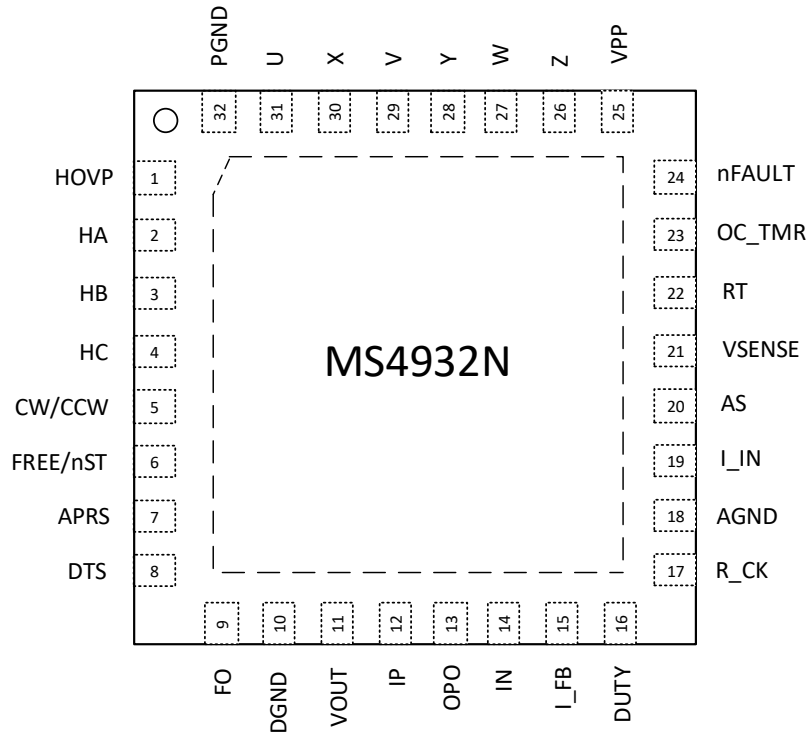 PGND U X V Y W Z VPP
32 31 30 29 28 27 26 25
HOVP 1 24 nFAULT
HA 2 23 OC_TMR
HB 3 22 RT
HC 4 MS4932N 21 VSENSE
CW/CCW 5 20 AS
FREE/nST 6 19 I_IN
APRS 7 18 AGND
DTS 8 17 R_CK
9 10 11 12 13 14 15 16
FO DGND VOUT IP OPO IN I_FB DUTY